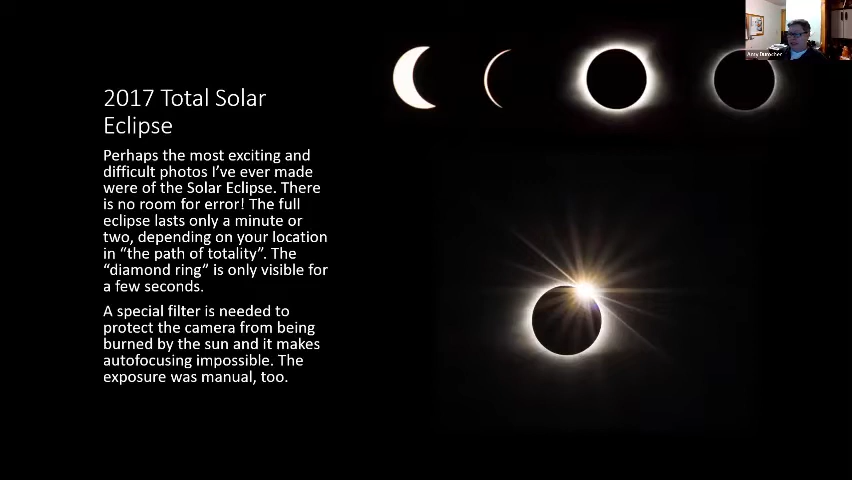 2017 Total Solar
Eclipse
Perhaps the most exciting and
difficult photos I've ever made
were of the Solar Eclipse. There
is no room for error! The full
eclipse lasts only a minute or
two, depending on your location
in "the path of totality". The
"diamond ring" is only visible for
a few seconds.
A special filter is needed to
protect the camera from being
burned by the sun and it makes
autofocusing impossible. The
exposure was manual, too.
Amy Burocher